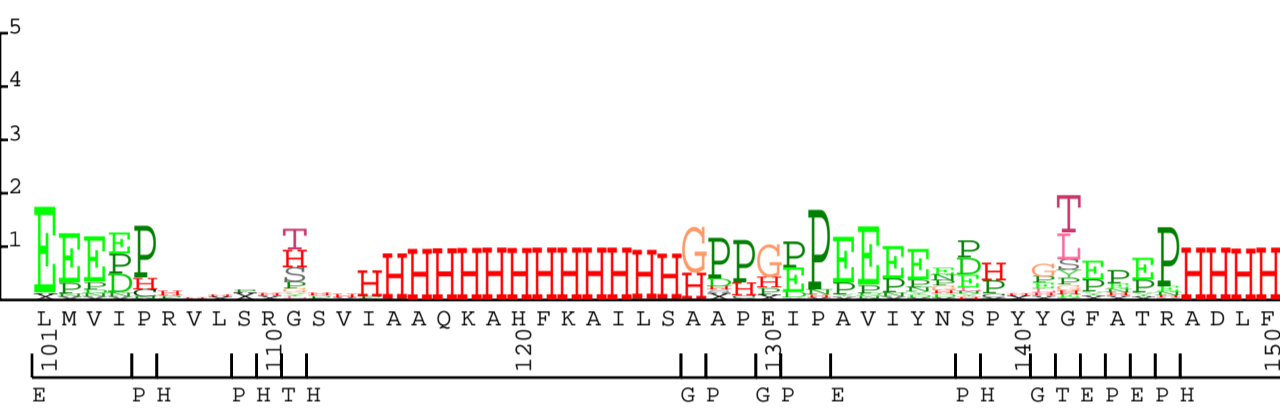 5
4
3
2
1
E E E E P H T H H H H H H H H H H H H H G P P G P P E E E E E P H G T E P E P H H H H
L M V I P R V L S R G S V I A A Q K A H F K A I L S A A P E I P A V I Y N S P Y Y G F A T R A D L F
101 110 120 130 140 150
E P H P H T H G P G P E P H G T E P E P H